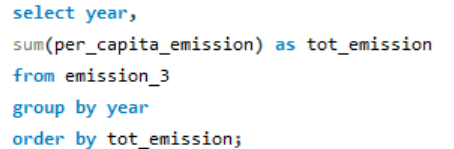 select year,
sum(per_capita_emission) as tot_emission
from emission_3
group by year
order by tot_emission;